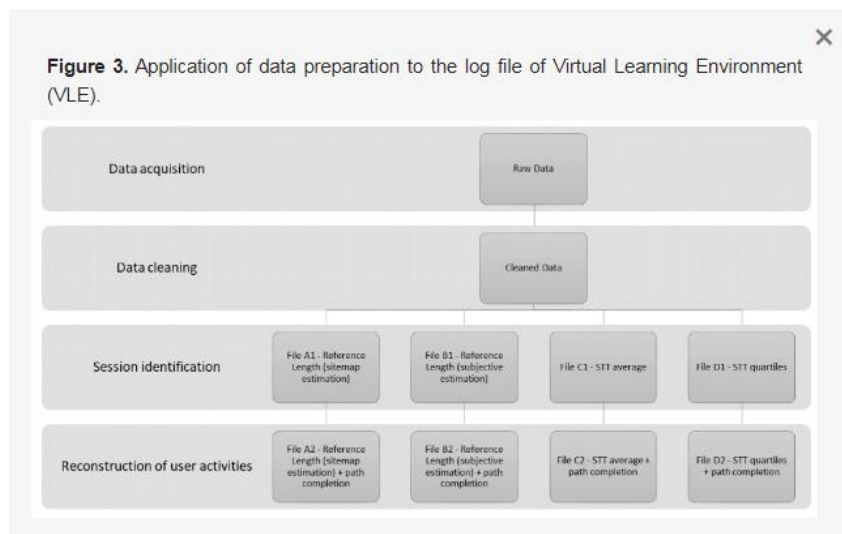 Figure 3. Application of data preparation to the log file of Virtual Learning Environment
(VLE).
Data acquisition
Raw Data
Data cleaning
Cleaned Data
Session identification
File A1 - Reference
Length (sitemap
estimation)
File B1 - Reference
Length (subjective
estimation)
File C1 - STT average
File D1 - STT quartiles
Reconstruction of user activities
File A2 - Reference
Length (sitemap
estimation) + path
completion
File B2 - Reference
Length (subjective
estimation) + path
completion
File C2 - STT average +
path completion
File D2 - STT quartiles
+ path completion